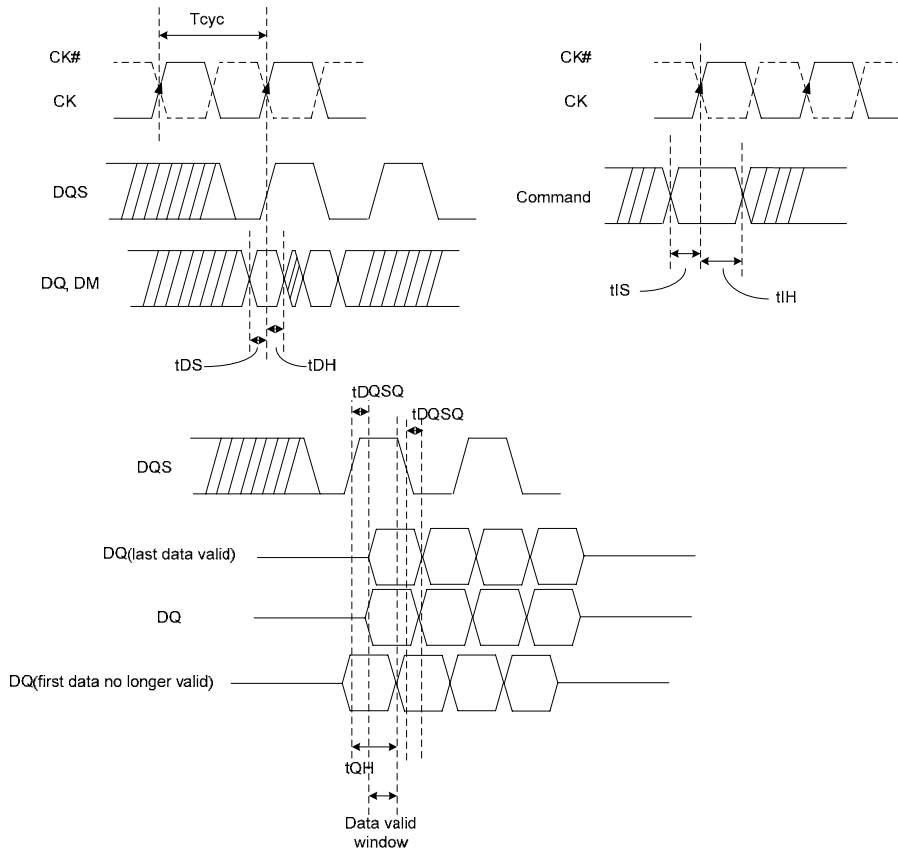 Tcyc
CK#
CK
DQS
DQ, DM
tDS
tDH
CK#
CK
Command
tIS
tIH
tDQSQ
tDQSQ
DQS
DQ(last data valid)
DQ
DQ(first data no longer valid)
tQH
Data valid
window